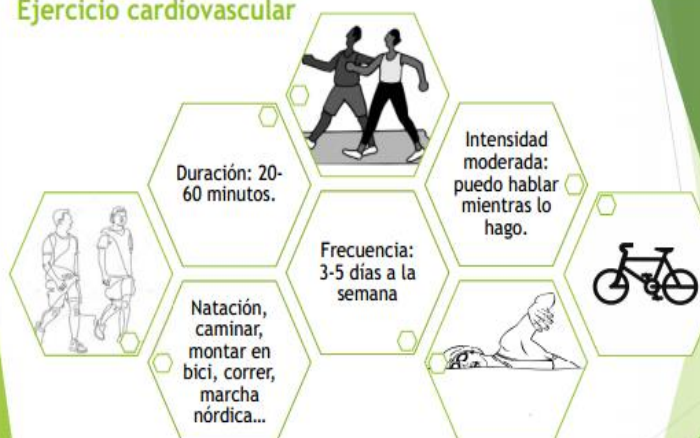 Ejercicio cardiovascular
Duración: 20-
60 minutos.
Intensidad
moderada:
puedo hablar
mientras lo
hago.
Frecuencia:
3-5 días a la
semana
Natación,
caminar,
montar en
bici, correr,
marcha
nórdica...